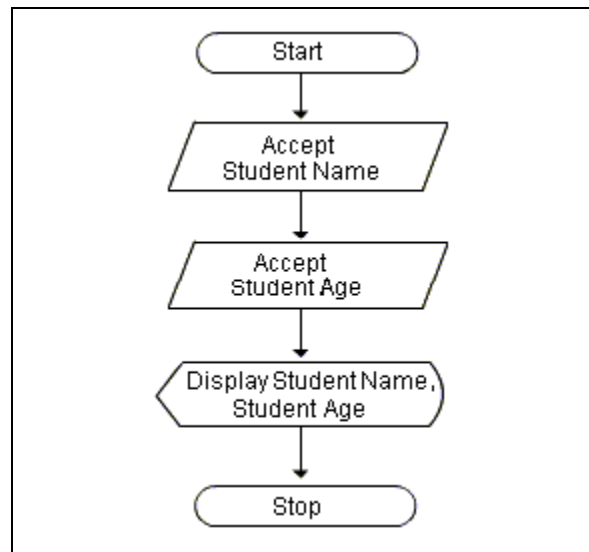 Start
Accept
Student Name
Accept
Student Age
Display Student Name,
Student Age
Stop